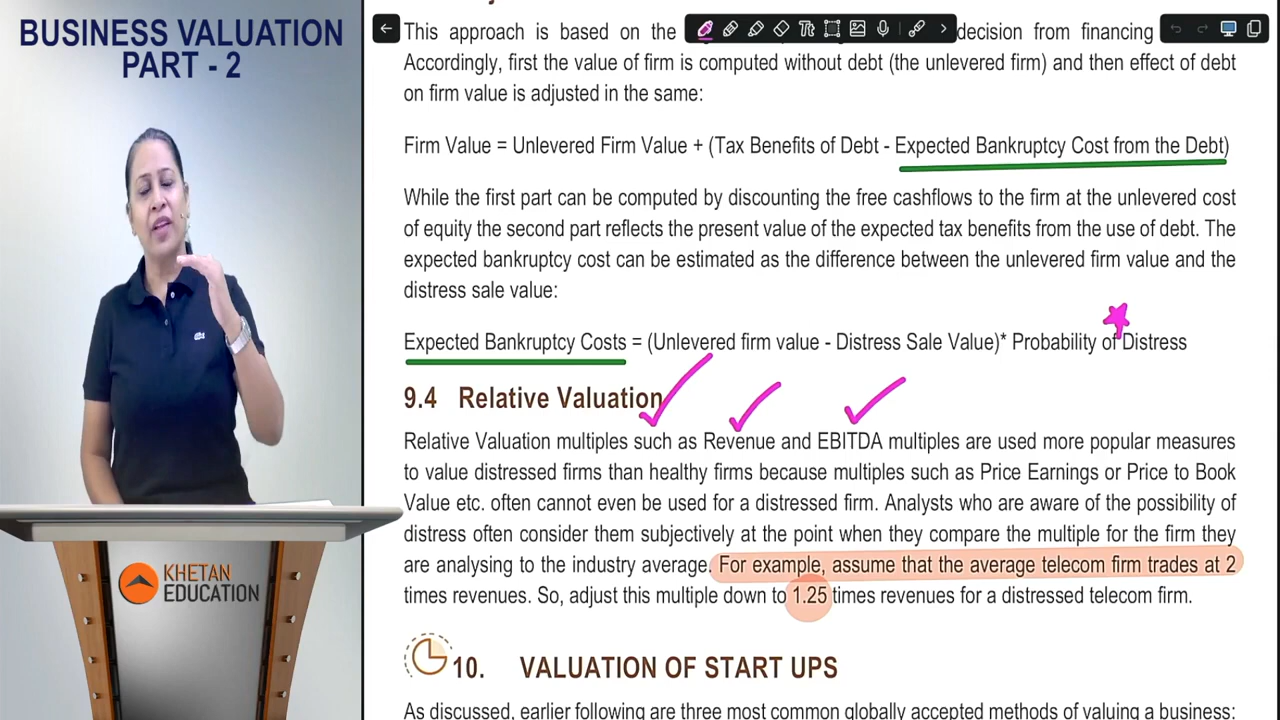 BUSINESS VALUATION
PART - 2
This approach is based on the
decision from financing
Accordingly, first the value of firm is computed without debt (the unlevered firm) and then effect of debt
on firm value is adjusted in the same:
Firm Value = Unlevered Firm Value + (Tax Benefits of Debt - Expected Bankruptcy Cost from the Debt)
While the first part can be computed by discounting the free cashflows to the firm at the unlevered cost
of equity the second part reflects the present value of the expected tax benefits from the use of debt. The
expected bankruptcy cost can be estimated as the difference between the unlevered firm value and the
distress sale value:
Expected Bankruptcy Costs = (Unlevered firm value - Distress Sale Value)* Probability of Distress
9.4 Relative Valuation
Relative Valuation multiples such as Revenue and EBITDA multiples are used more popular measures
to value distressed firms than healthy firms because multiples such as Price Earnings or Price to Book
Value etc. often cannot even be used for a distressed firm. Analysts who are aware of the possibility of
distress often consider them subjectively at the point when they compare the multiple for the firm they
are analysing to the industry average. For example, assume that the average telecom firm trades at 2
times revenues. So, adjust this multiple down to 1.25 times revenues for a distressed telecom firm.
10. VALUATION OF START UPS
As discussed, earlier following are three most common globally accepted methods of valuing a business:
KHETAN
EDUCATION